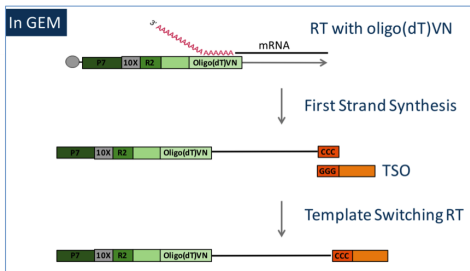 In GEM
3'
RT with oligo(dT)VN
mRNA
P7 10X R2 Oligo(dT)VN
First Strand Synthesis
P7 10X R2 Oligo(dT)VN CCC
GGG TSO
Template Switching RT
P7 10X R2 Oligo(dT)VN CCC